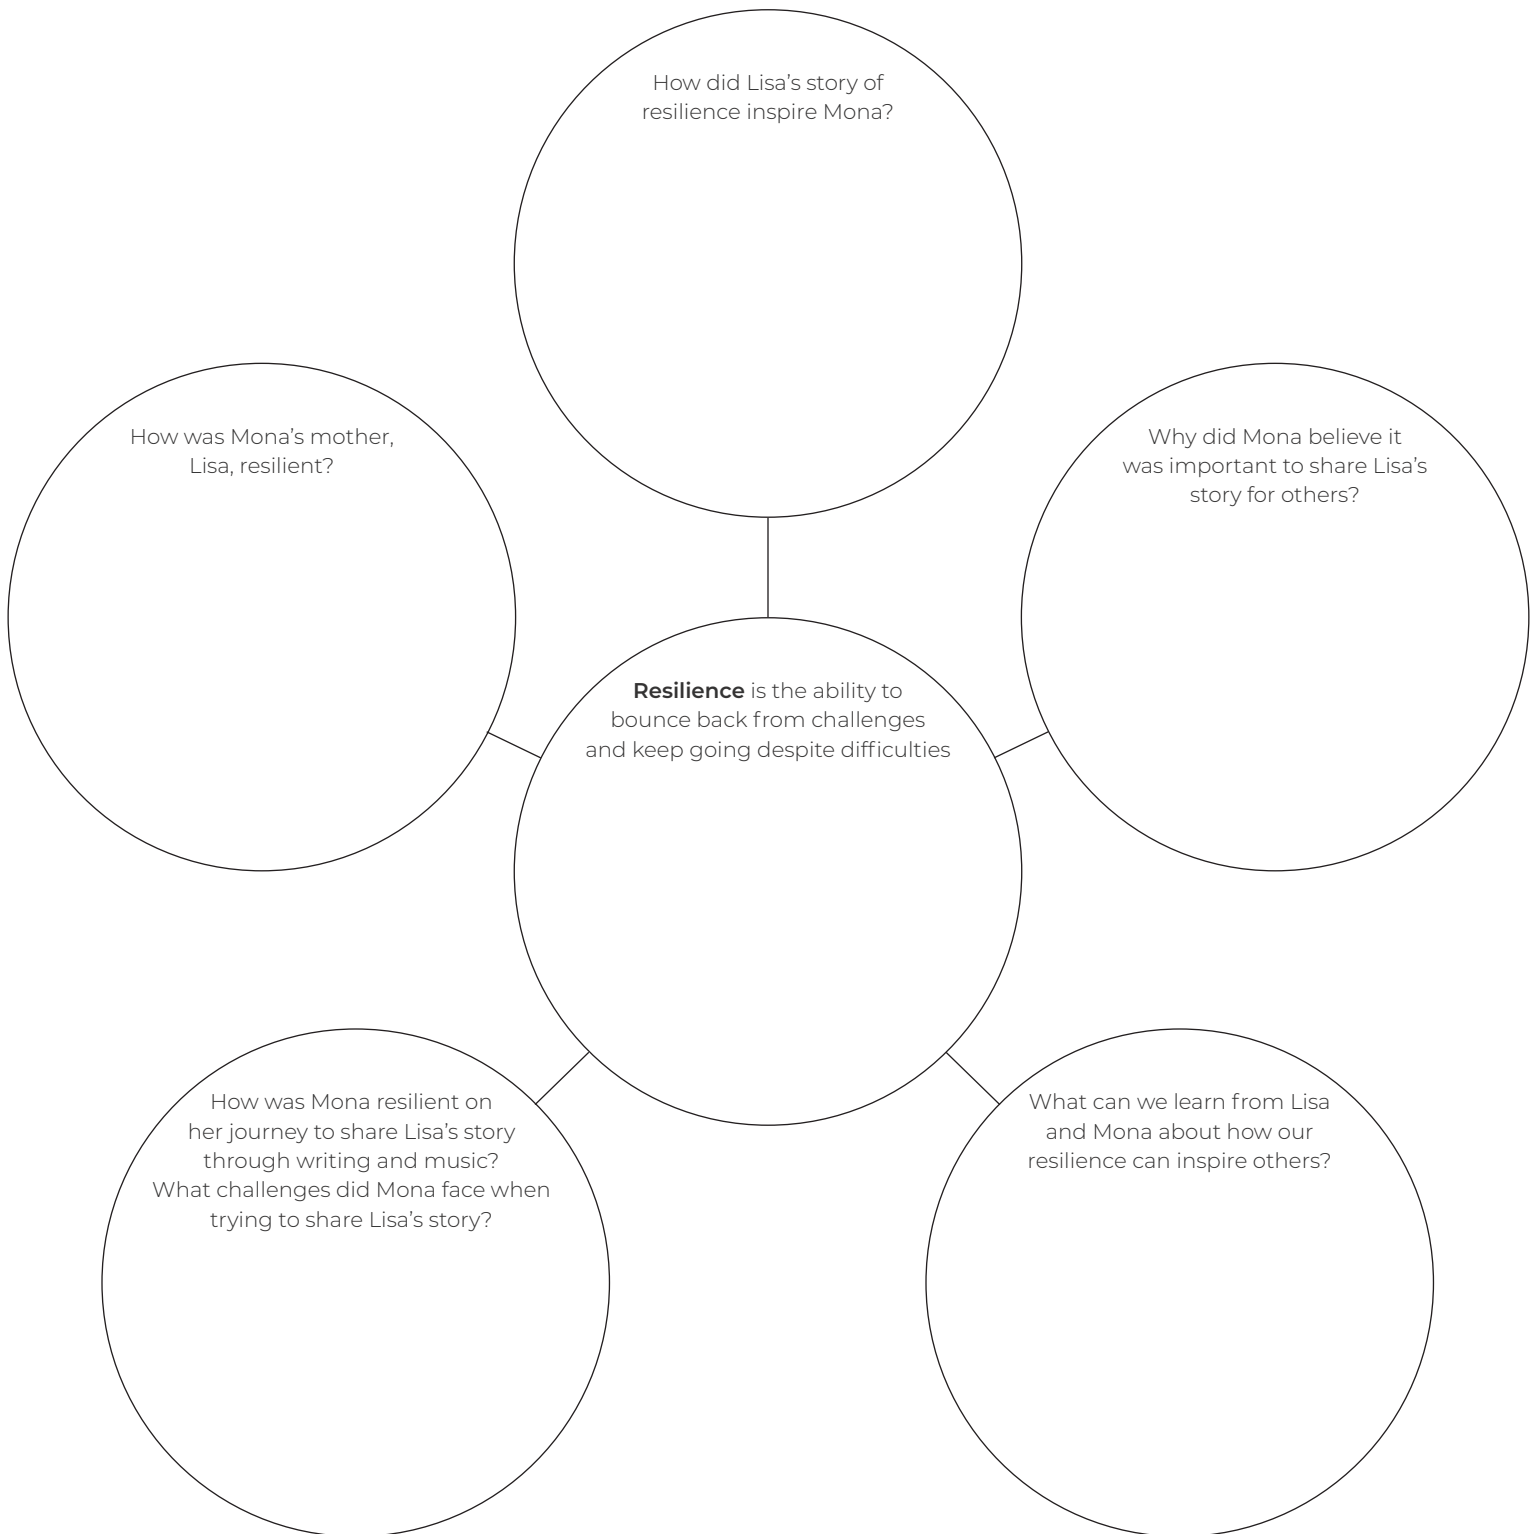 How did Lisa’s story of
resilience inspire Mona?
How was Mona’s mother,
Lisa, resilient?
Why did Mona believe it
was important to share Lisa’s
story for others?
Resilience is the ability to
bounce back from challenges
and keep going despite difficulties
How was Mona resilient on
her journey to share Lisa’s story
through writing and music?
What challenges did Mona face when
trying to share Lisa’s story?
What can we learn from Lisa
and Mona about how our
resilience can inspire others?